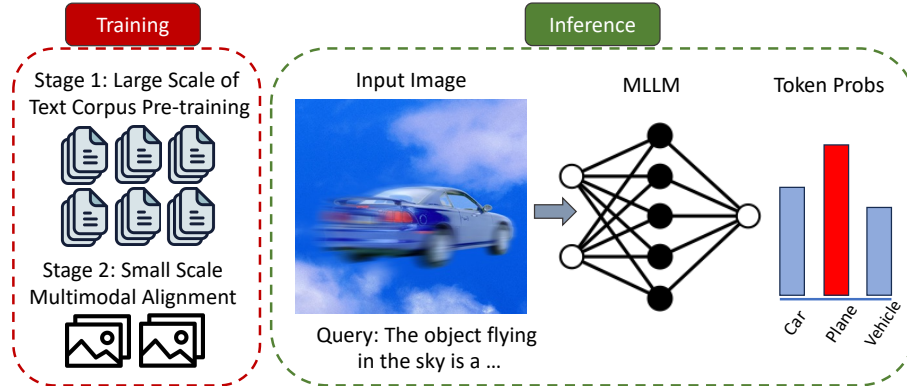 Training
Inference
Stage 1: Large Scale of
Text Corpus Pre-training
Stage 2: Small Scale
Multimodal Alignment
Input Image
Query: The object flying
in the sky is a ...
MLLM
Token Probs
Car
Plane
Vehicle